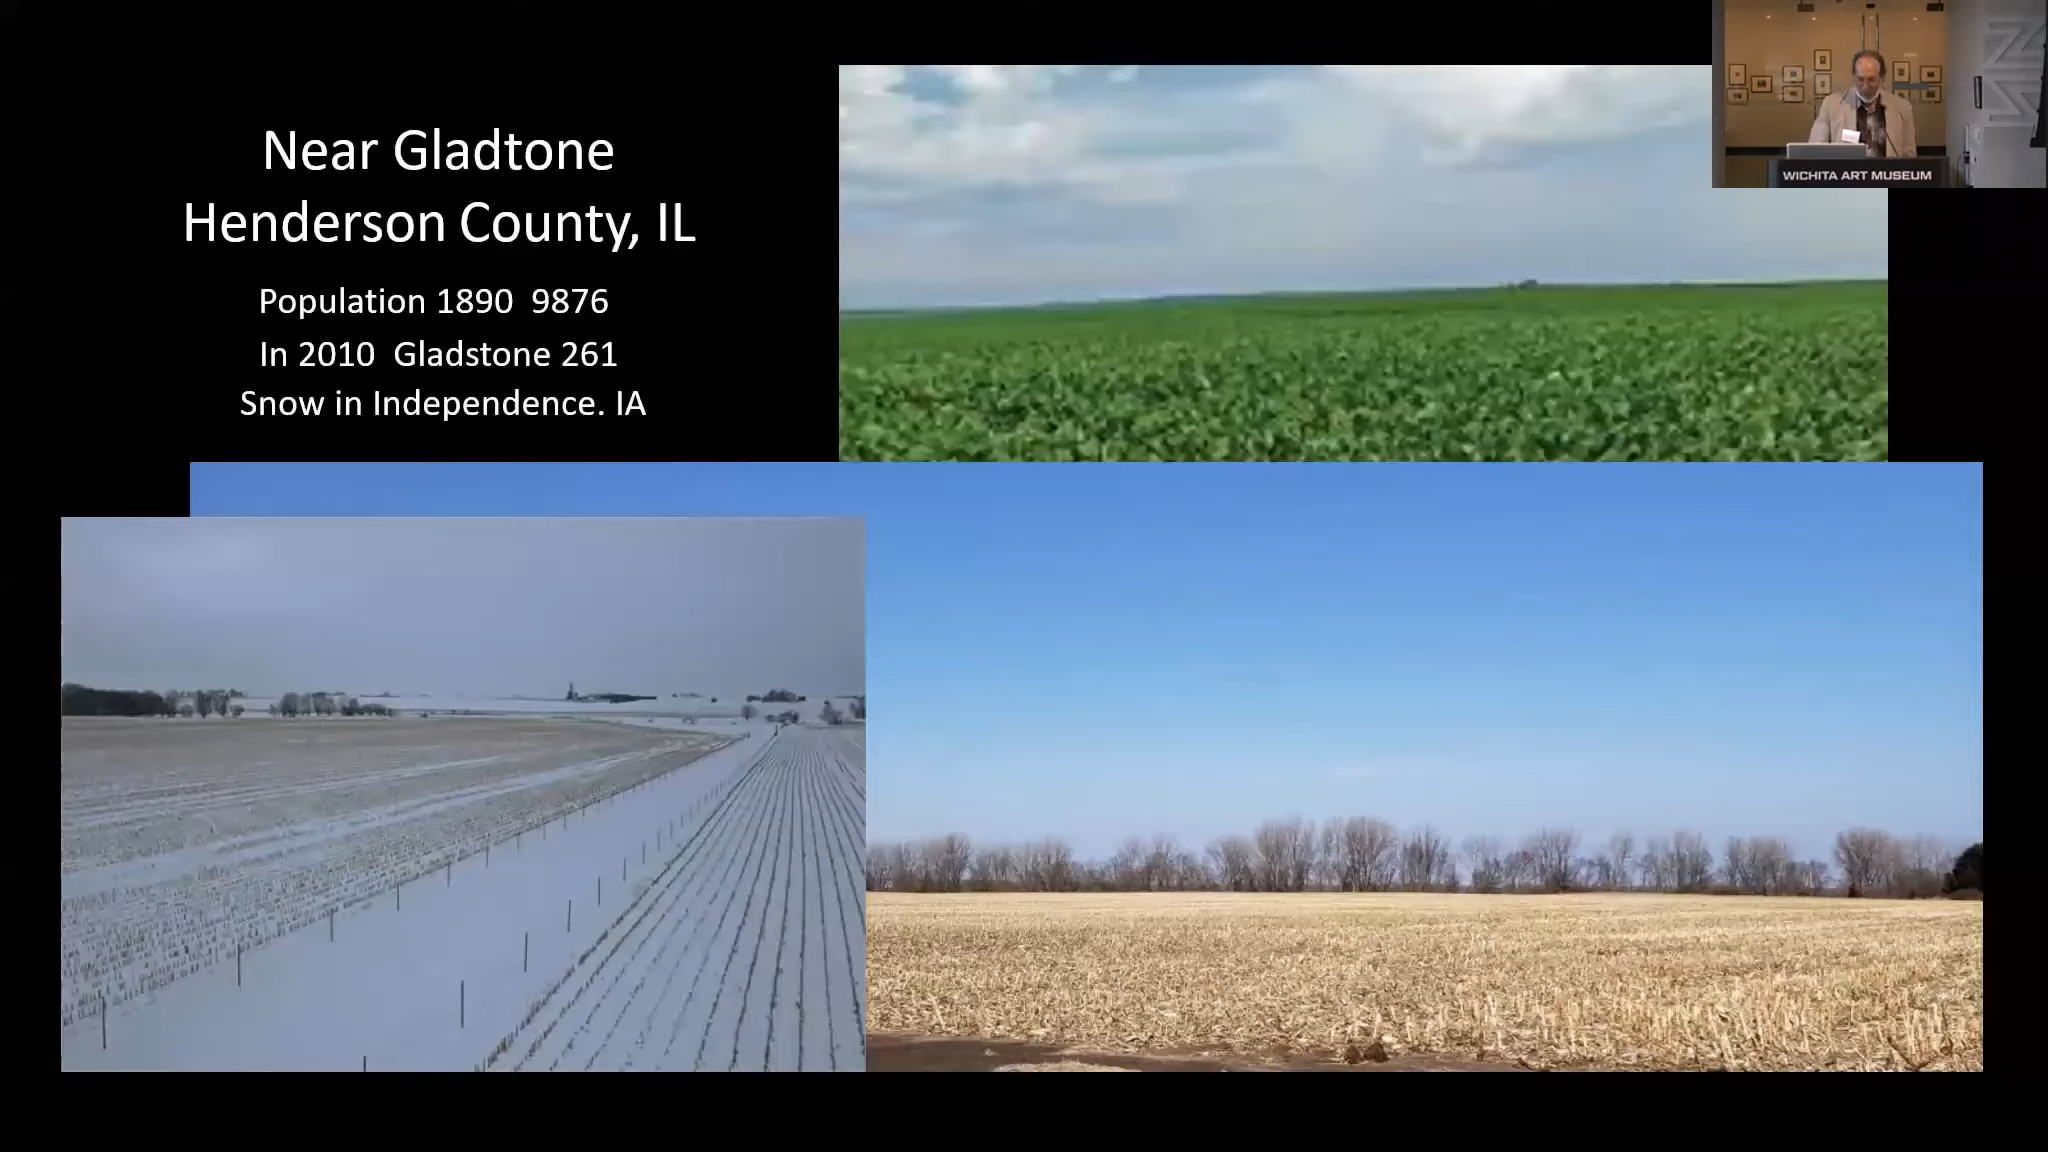 Near Gladtone
Henderson County, IL
Population 1890 9876
In 2010 Gladstone 261
Snow in Independence. IA
WICHITA ART MUSEUM